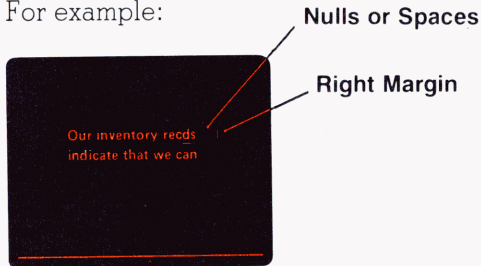 For example:
Nulls or Spaces
Right Margin
Our inventory recds
indicate that we can